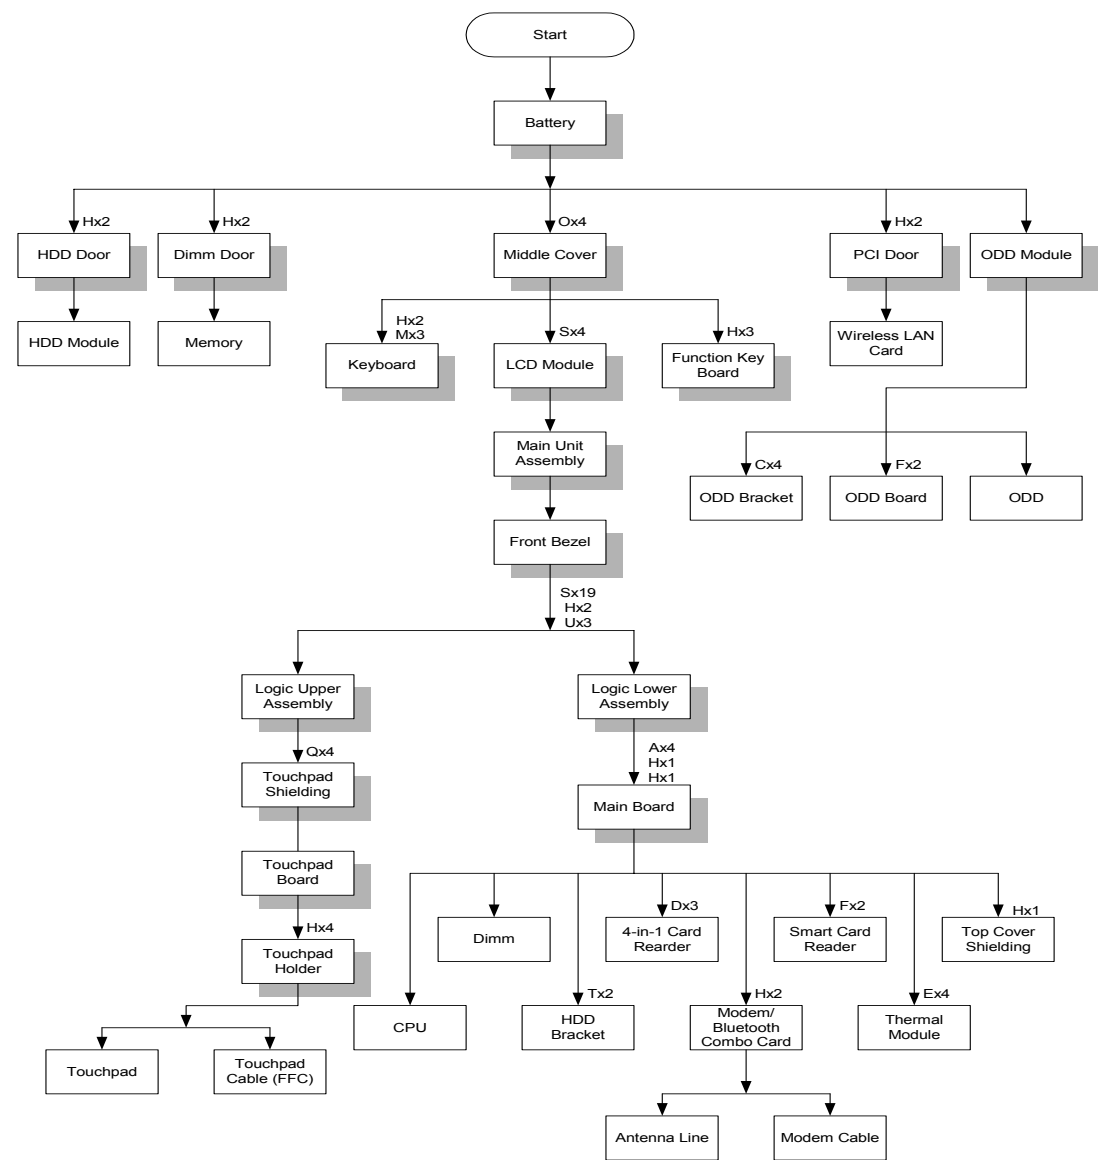 Start
Battery
Hx2
Hx2
Ox4
Hx2
HDD Door
Dimm Door
Middle Cover
PCI Door
ODD Module
Hx2
Mx3
Sx4
Hx3
HDD Module
Memory
Keyboard
LCD Module
Function Key
Board
Wireless LAN
Card
Main Unit
Assembly
Cx4
Fx2
ODD Bracket
ODD Board
ODD
Front Bezel
Sx19
Hx2
Ux3
Logic Upper
Assembly
Logic Lower
Assembly
Qx4
Ax4
Hx1
Hx1
Touchpad
Shielding
Main Board
Touchpad
Board
Hx4
Dx3
Fx2
Hx1
Touchpad
Holder
Dimm
4-in-1 Card
Rearder
Smart Card
Reader
Top Cover
Shielding
Tx2
Hx2
Ex4
CPU
HDD
Bracket
Modem/
Bluetooth
Combo Card
Thermal
Module
Touchpad
Touchpad
Cable (FFC)
Antenna Line
Modem Cable